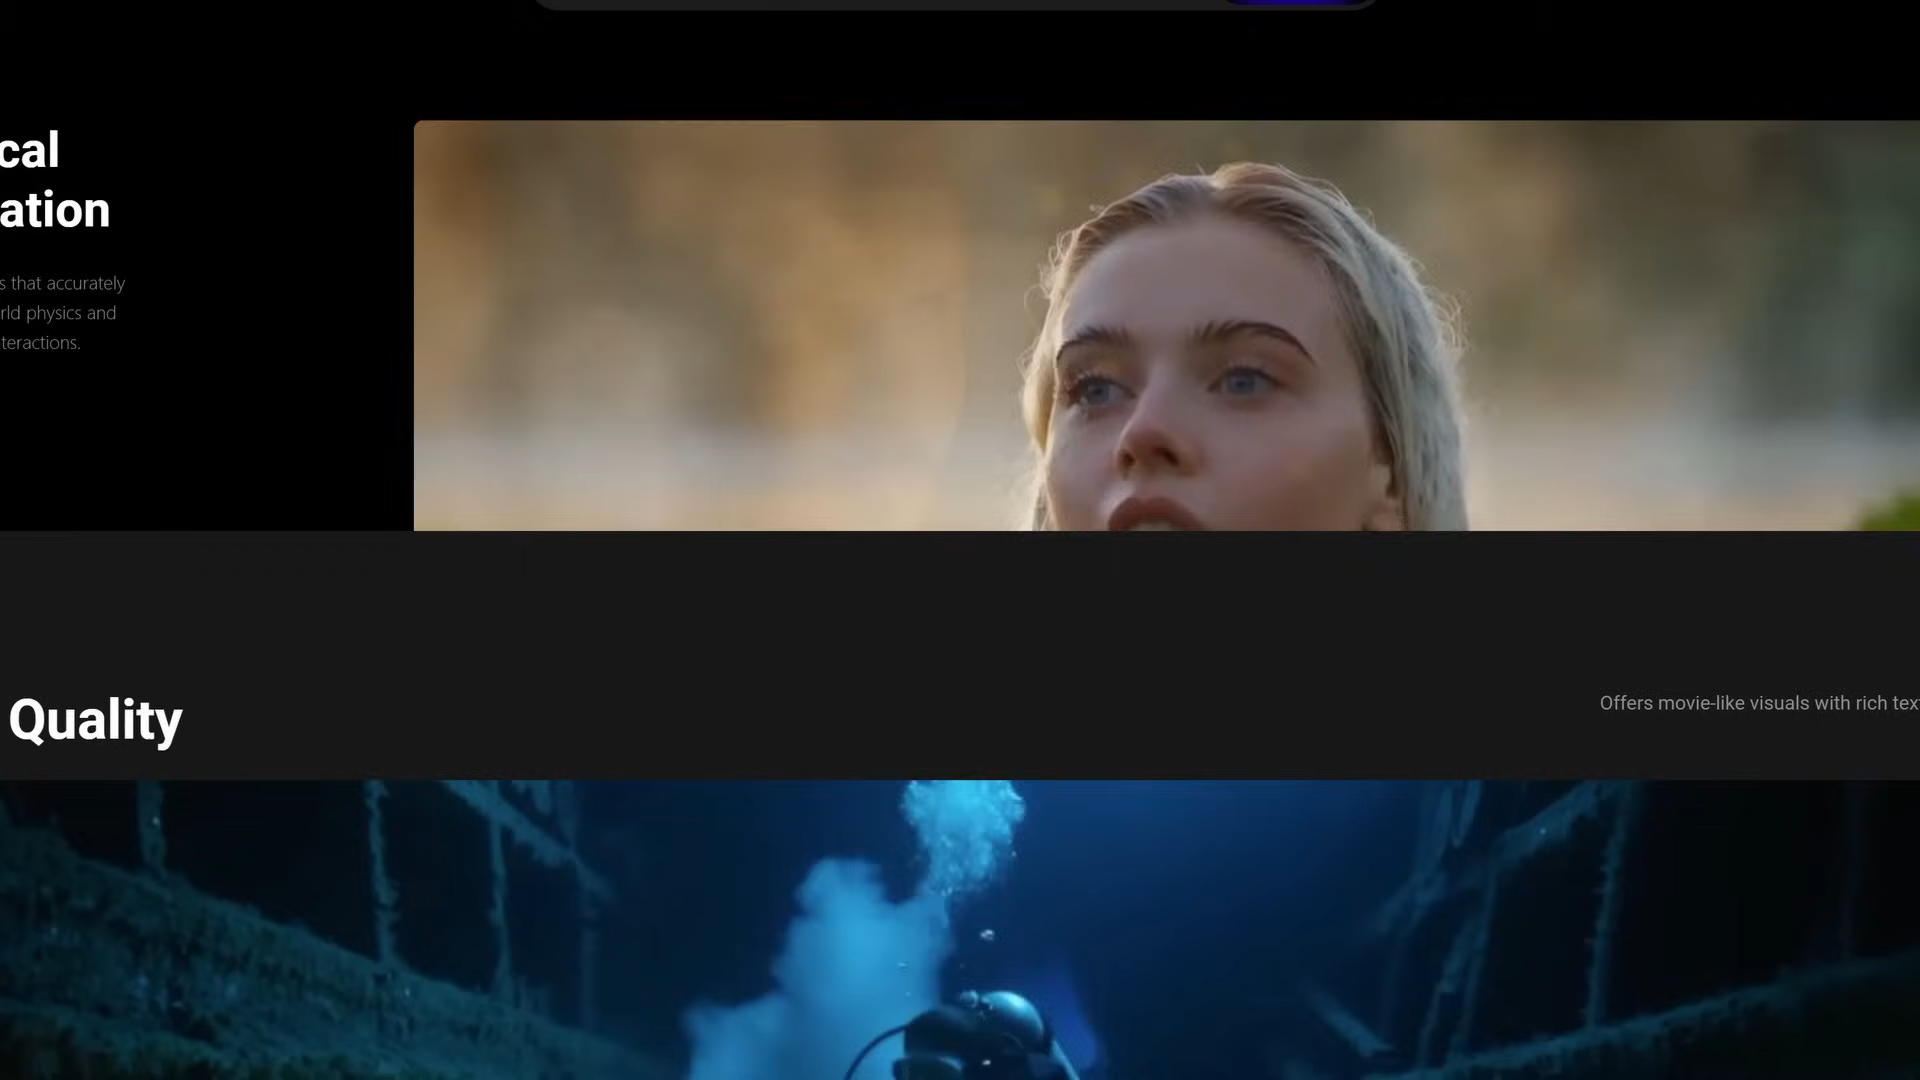 cal
ation
s that accurately
rld physics and
teractions.
Quality
Offers movie-like visuals with rich tex